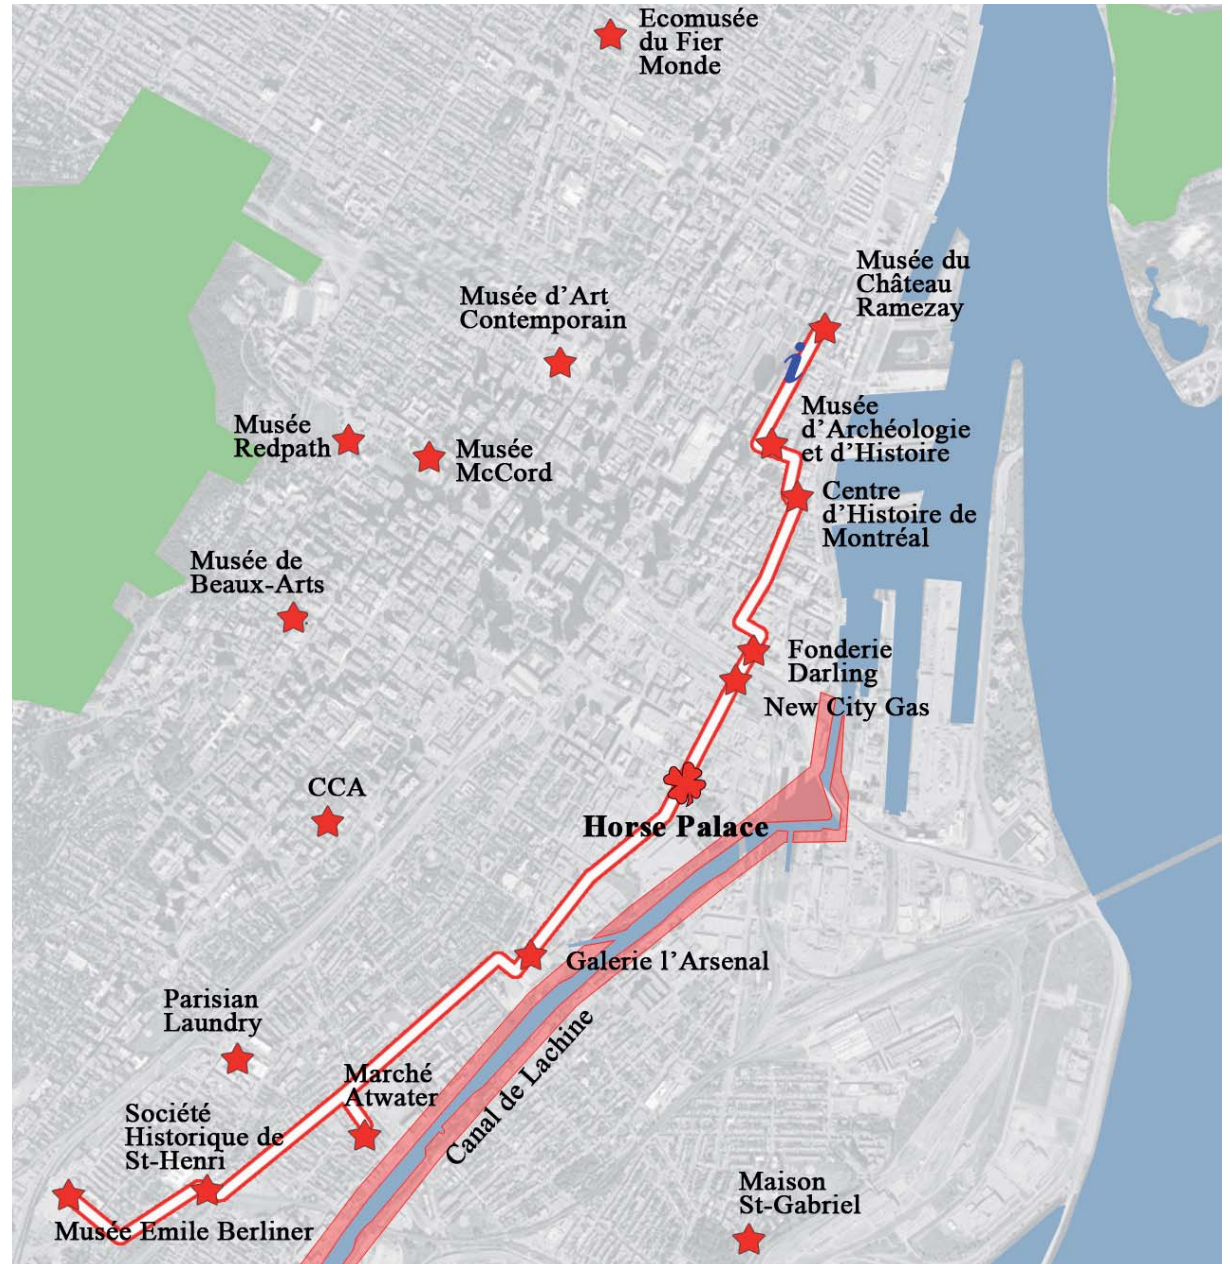 Ecomusée
du Fier
Monde
Musée du
Château
Ramezay
Musée d'Art
Contemporain
i
Musée
d'Archéologie
et d'Histoire
Musée
Redpath
Musée
McCord
Centre
d'Histoire de
Montréal
Musée de
Beaux-Arts
Fonderie
Darling
New City Gas
CCA
Horse Palace
Galerie l'Arsenal
Parisian
Laundry
Canal de Lachine
Marché
Atwater
Société
Historique de
St-Henri
Maison
St-Gabriel
Musée Emile Berliner